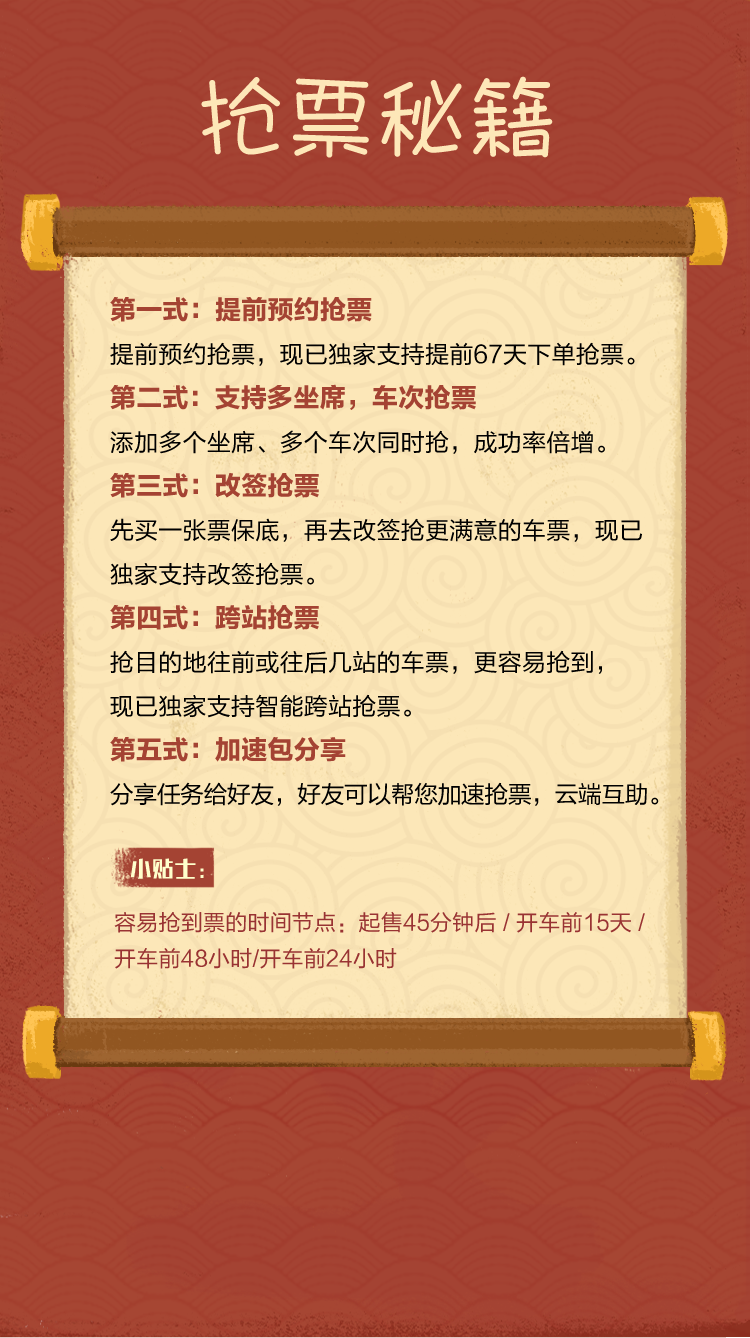 抢票秘籍
第一式：提前预约抢票
提前预约抢票，现已独家支持提前67天下单抢票。
第二式：支持多坐席，车次抢票
添加多个坐席、多个车次同时抢，成功率倍增。
第三式：改签抢票
先买一张票保底，再去改签抢更满意的车票，现已
独家支持改签抢票。
第四式：跨站抢票
抢目的地往前或往后几站的车票，更容易抢到，
现已独家支持智能跨站抢票。
第五式：加速包分享
分享任务给好友，好友可以帮您加速抢票，云端互助。
小贴士：
容易抢到票的时间节点：起售45分钟后 / 开车前15天 /
开车前48小时/开车前24小时